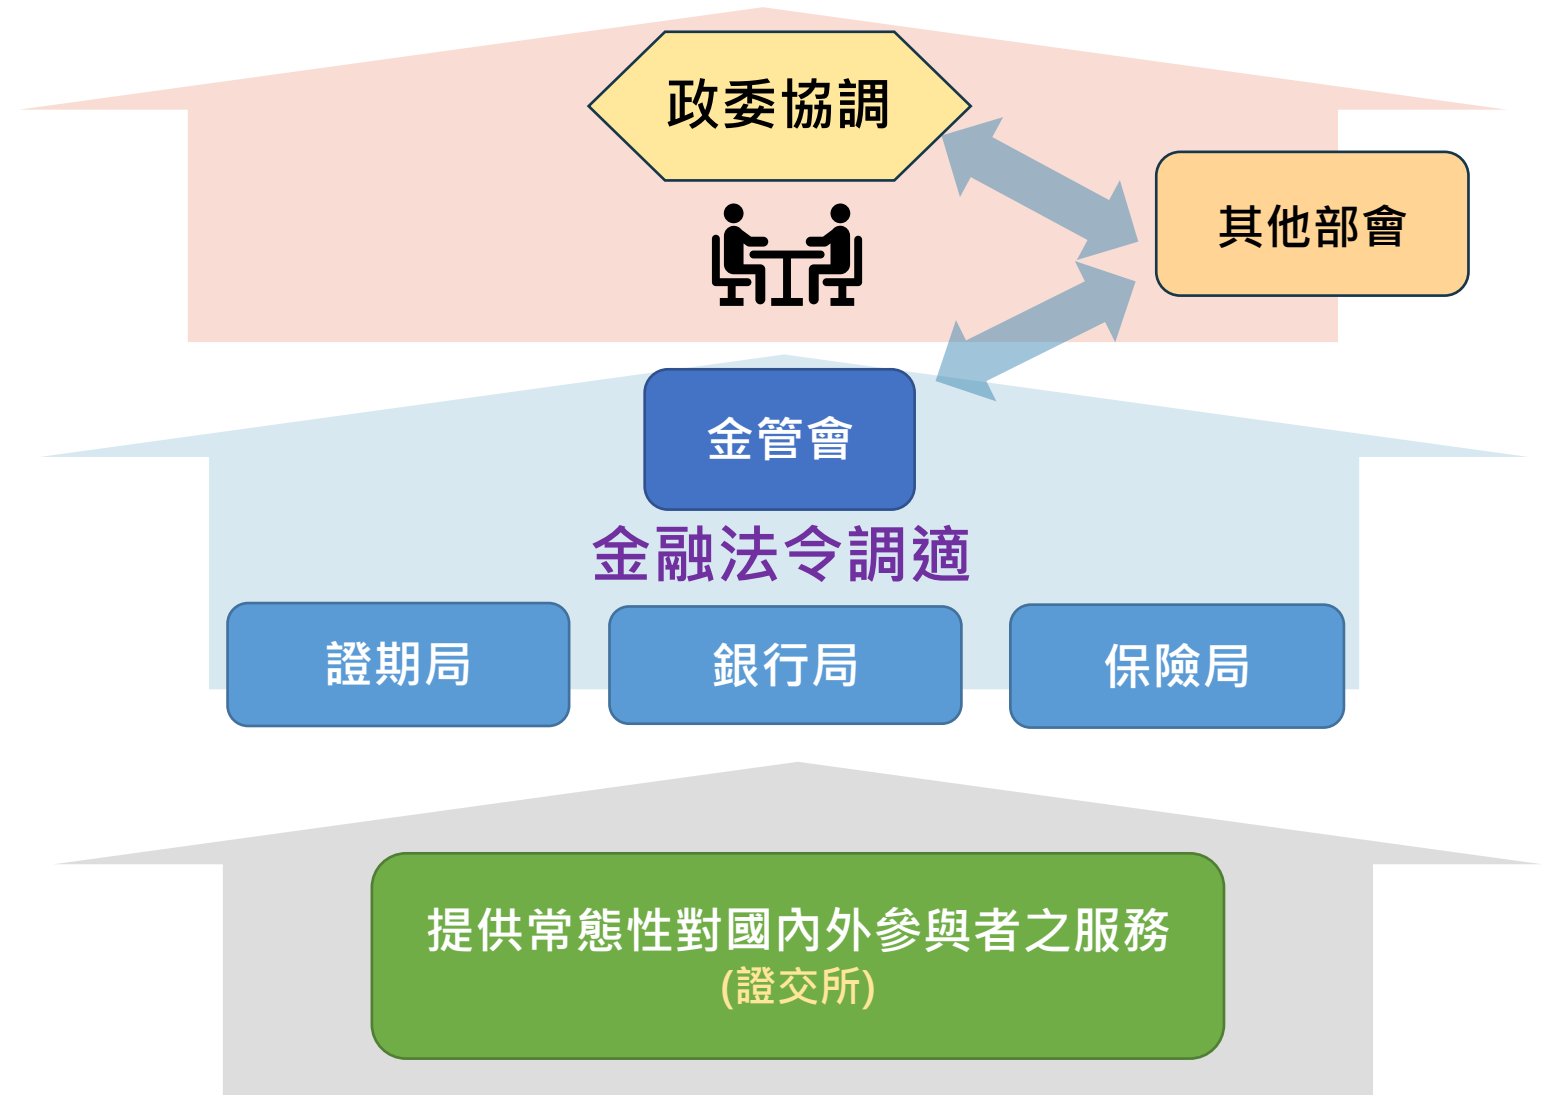 政委協調
其他部會
金管會
金融法令調適
證期局
銀行局
保險局
提供常態性對國內外參與者之服務
(證交所)